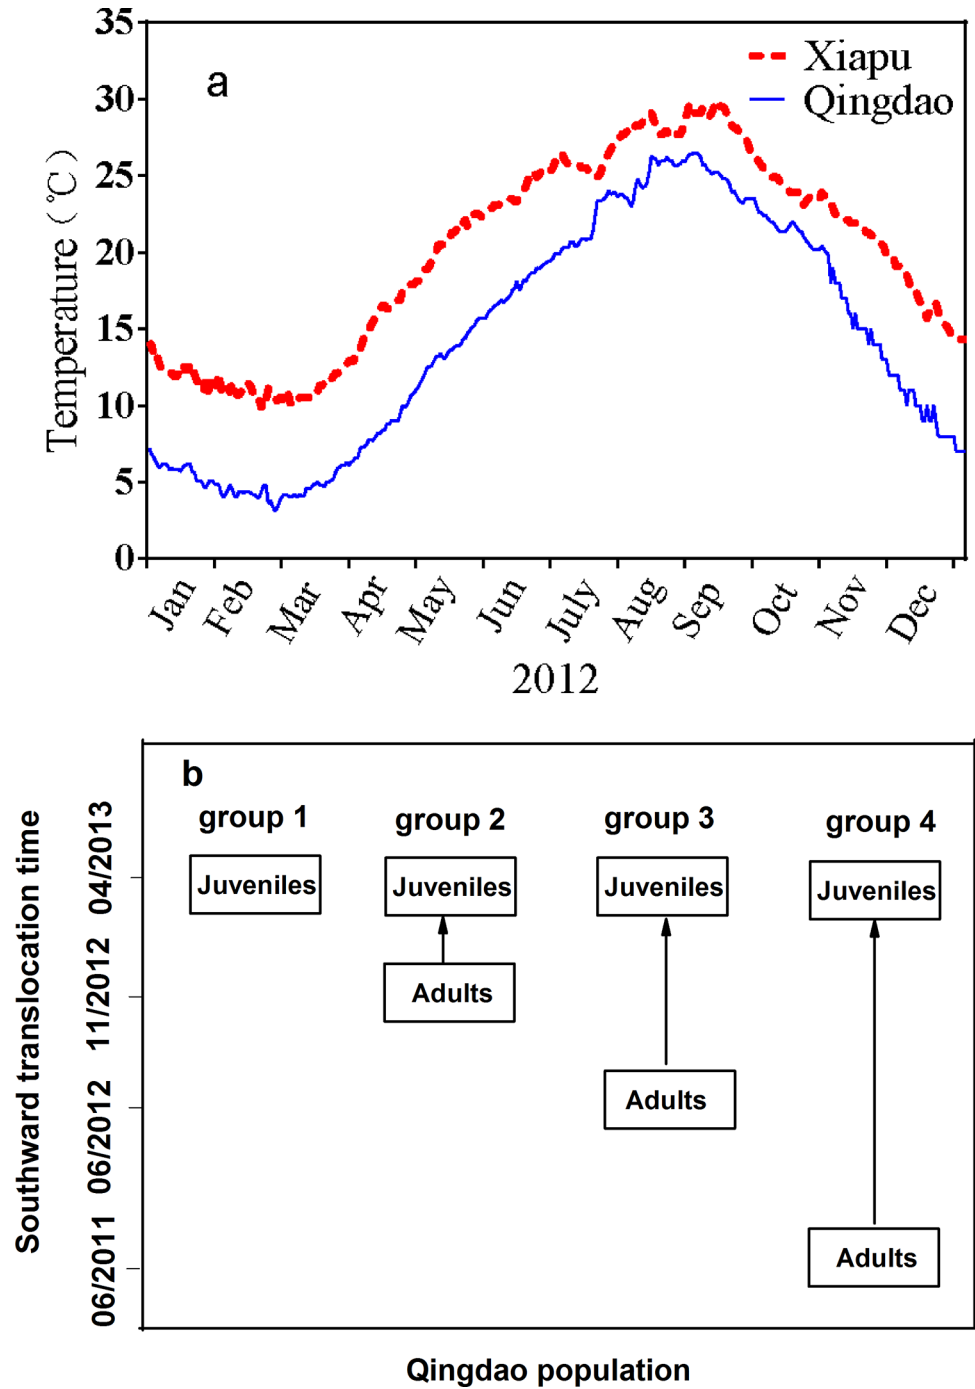 a
Xiapu
Qingdao
Temperature (℃)
35
30
25
20
15
10
5
0
Jan
Feb
Mar
Apr
May
Jun
July
Aug
Sep
Oct
Nov
Dec
2012
b
group 1
group 2
group 3
group 4
Southward translocation time
04/2013
11/2012
06/2012
06/2011
Juveniles
Juveniles
Juveniles
Juveniles
Adults
Adults
Adults
Qingdao population